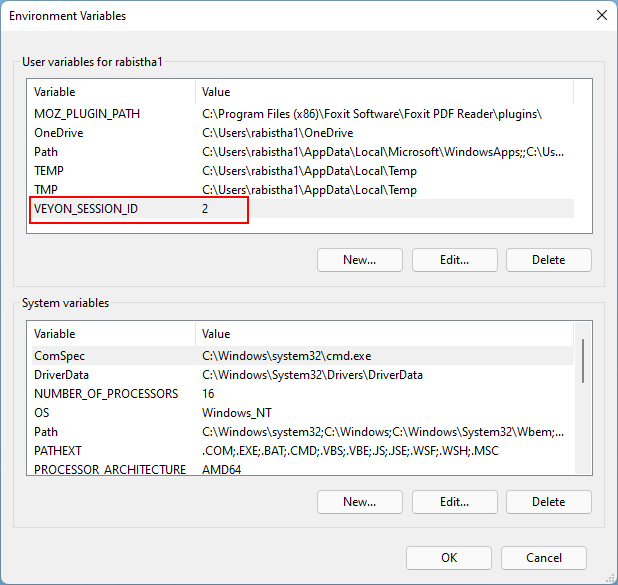 Environment Variables
User variables for rabistha1
Variable Value
MOZ_PLUGIN_PATH C:\Program Files (x86)\Foxit Software\Foxit PDF Reader\plugins\
OneDrive C:\Users\rabistha1\OneDrive
Path C:\Users\rabistha1\AppData\Local\Microsoft\WindowsApps;;C:\Us...
TEMP C:\Users\rabistha1\AppData\Local\Temp
TMP C:\Users\rabistha1\AppData\Local\Temp
VEYON_SESSION_ID 2
New... Edit... Delete
System variables
Variable Value
ComSpec C:\Windows\system32\cmd.exe
DriverData C:\Windows\System32\Drivers\DriverData
NUMBER_OF_PROCESSORS 16
OS Windows_NT
Path C:\Windows\system32;C:\Windows;C:\Windows\System32\Wbem;...
PATHEXT .COM;.EXE;.BAT;.CMD;.VBS;.VBE;.JS;.JSE;.WSF;.WSH;.MSC
PROCESSOR_ARCHITECTURE AMD64
New... Edit... Delete
OK Cancel